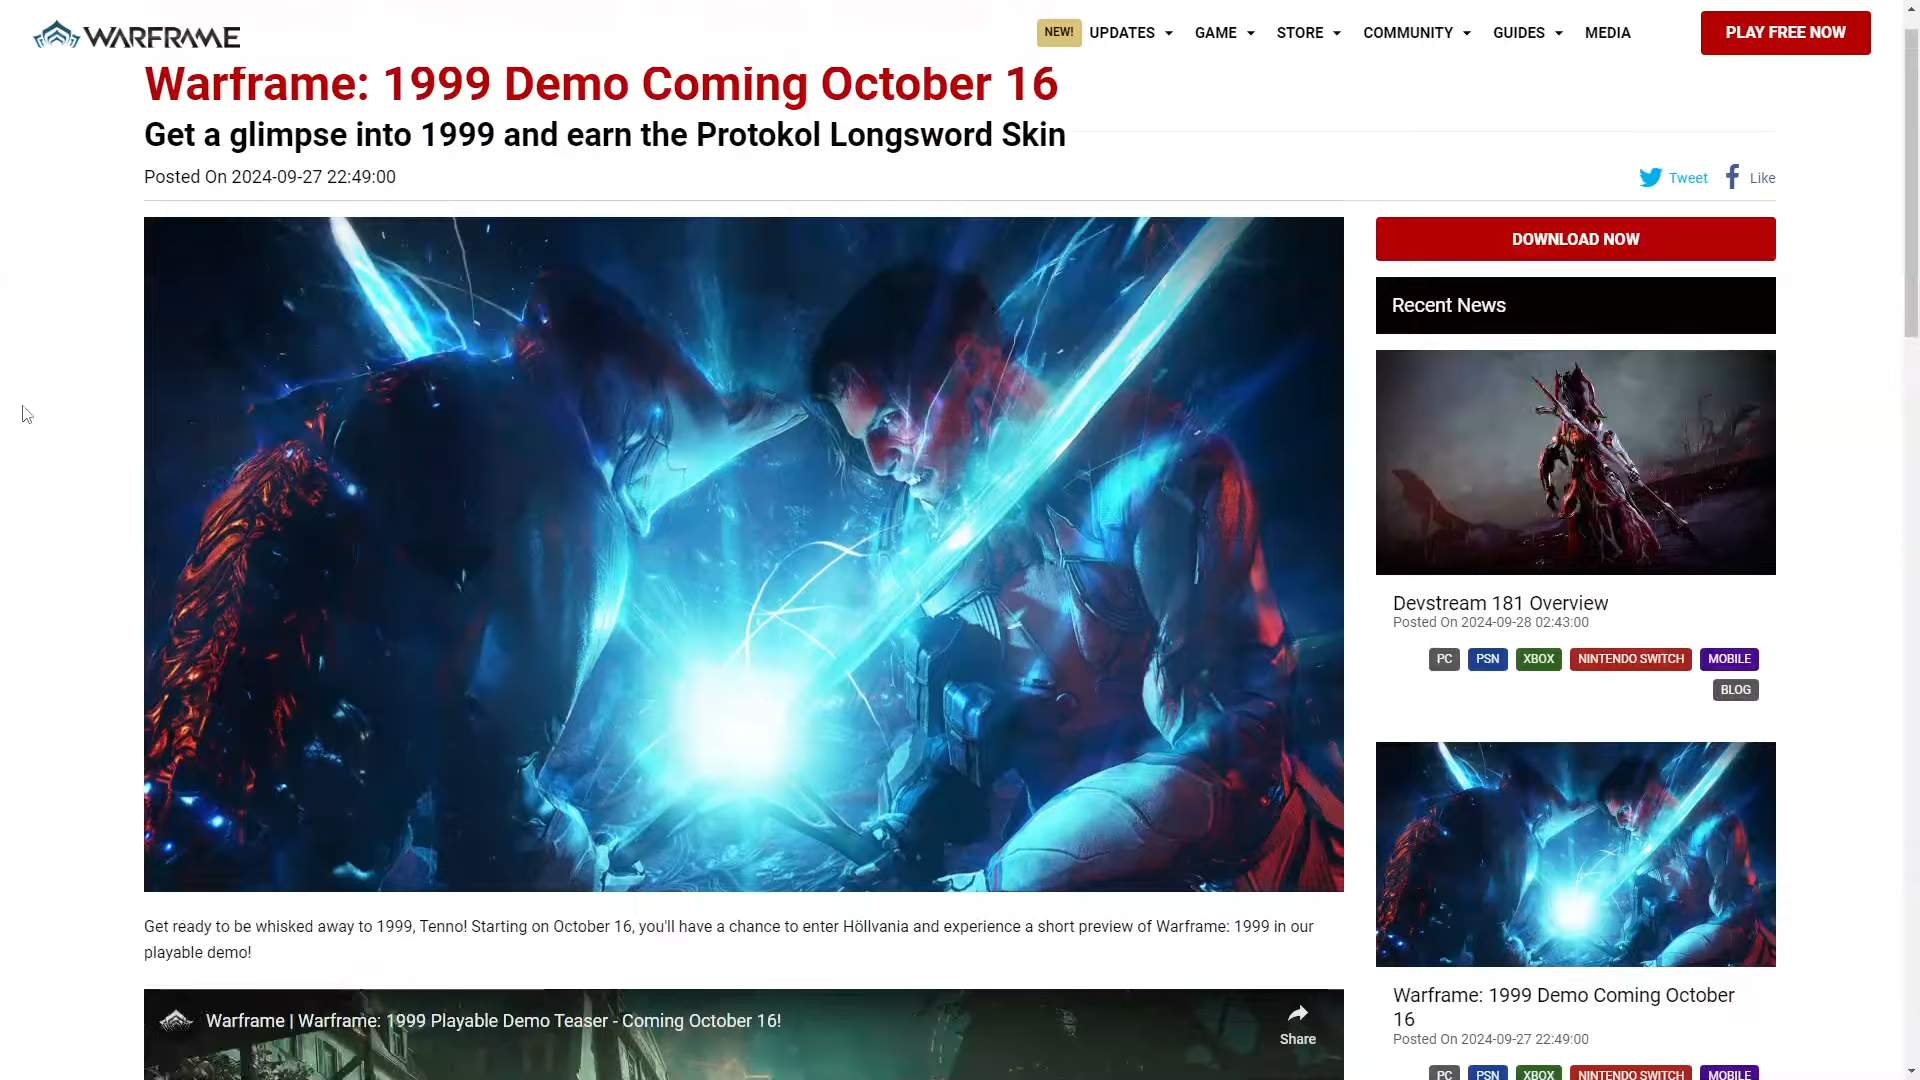 WARFRAME
NEW!
UPDATES
GAME
STORE
COMMUNITY
GUIDES
MEDIA
PLAY FREE NOW
Warframe: 1999 Demo Coming October 16
Get a glimpse into 1999 and earn the Protokol Longsword Skin
Posted On 2024-09-27 22:49:00
Tweet
Like
Get ready to be whisked away to 1999, Tenno! Starting on October 16, you'll have a chance to enter Höllvania and experience a short preview of Warframe: 1999 in our
playable demo!
Warframe | Warframe: 1999 Playable Demo Teaser - Coming October 16!
Share
DOWNLOAD NOW
Recent News
Devstream 181 Overview
Posted On 2024-09-28 02:43:00
PC
PSN
XBOX
NINTENDO SWITCH
MOBILE
BLOG
Warframe: 1999 Demo Coming October
16
Posted On 2024-09-27 22:49:00
PC
PSN
XBOX
NINTENDO SWITCH
MOBILE